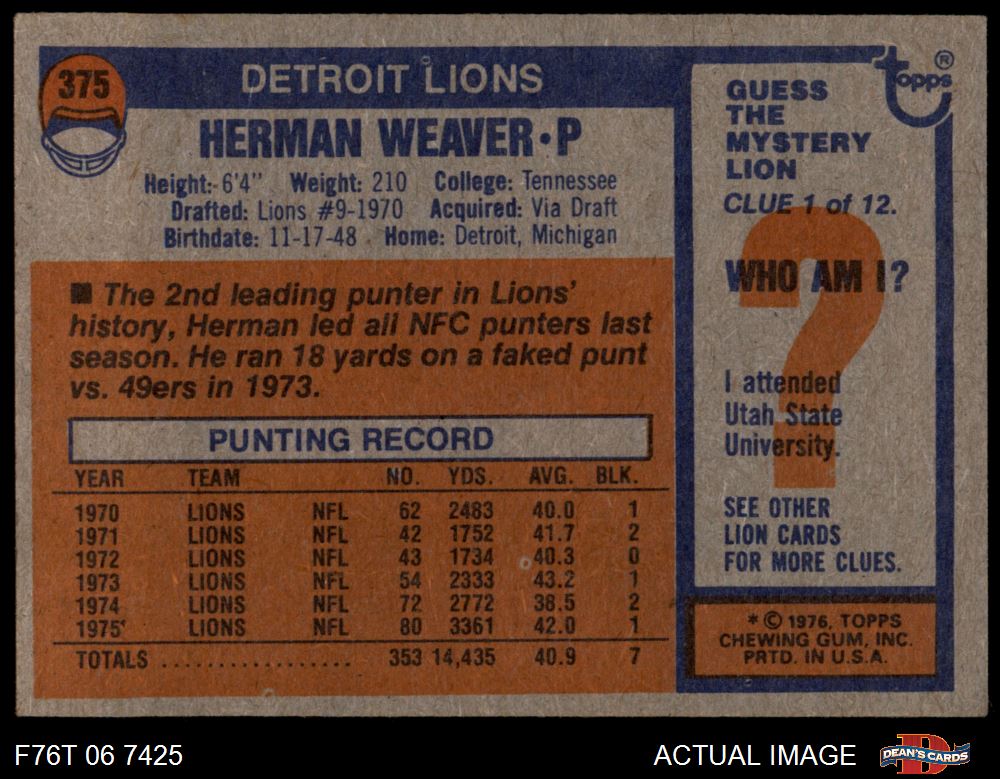 375
DETROIT LIONS
HERMAN WEAVER•P
Height: 6'4" Weight: 210 College: Tennessee
Drafted: Lions #9-1970 Acquired: Via Draft
Birthdate: 11-17-48 Home: Detroit, Michigan
■ The 2nd leading punter in Lions'
history, Herman led all NFC punters last
season. He ran 18 yards on a faked punt
vs. 49ers in 1973.
PUNTING RECORD
YEAR TEAM NO. YDS. AVG. BLK.
1970 LIONS NFL 62 2483 40.0 1
1971 LIONS NFL 42 1752 41.7 2
1972 LIONS NFL 43 1734 40.3 0
1973 LIONS NFL 54 2333 43.2 1
1974 LIONS NFL 72 2772 38.5 2
1975 LIONS NFL 80 3361 42.0 1
TOTALS .................. 353 14,435 40.9 7
topps ®
GUESS
THE
MYSTERY
LION
CLUE 1 of 12.
?
WHO AM I?
I attended
Utah State
University.
SEE OTHER
LION CARDS
FOR MORE CLUES.
* © 1976, TOPPS
CHEWING GUM, INC.
PRTD. IN U.S.A.
F76T 06 7425
ACTUAL IMAGE
DEAN'S CARDS